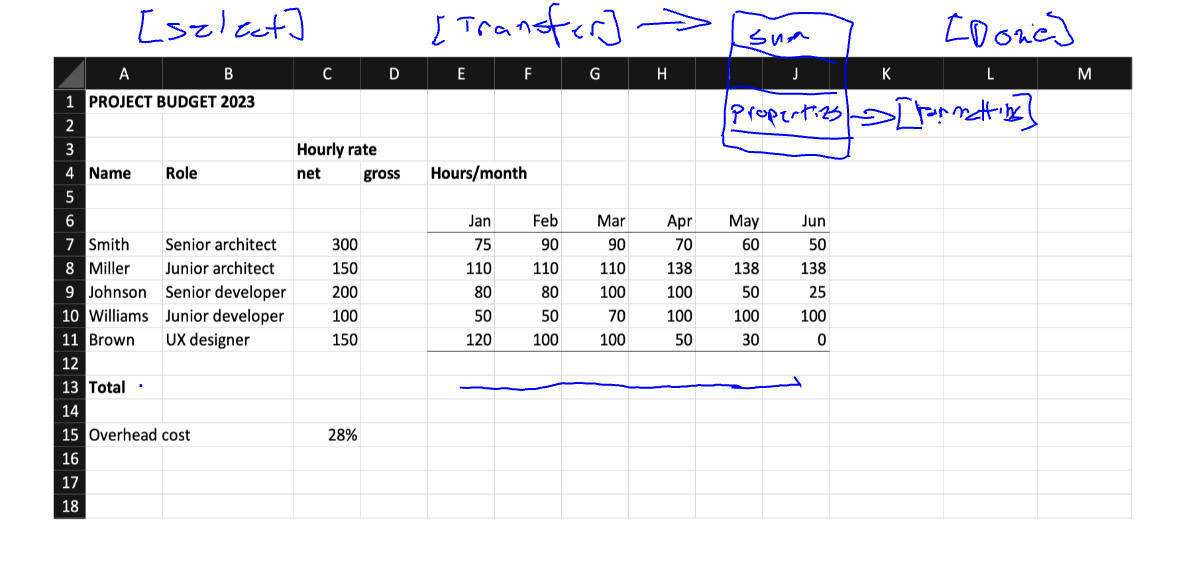 [Select] [Transfer] → Sum [Done]
A B C D E F G H I J K L M
properties ⇒ [formatting]
1 PROJECT BUDGET 2023
2
3 Hourly rate
4 Name Role net gross Hours/month
5
6 Jan Feb Mar Apr May Jun
7 Smith Senior architect 300 75 90 90 70 60 50
8 Miller Junior architect 150 110 110 110 138 138 138
9 Johnson Senior developer 200 80 80 100 100 50 25
10 Williams Junior developer 100 50 50 70 100 100 100
11 Brown UX designer 150 120 100 100 50 30 0
12
13 Total
14
15 Overhead cost 28%
16
17
18